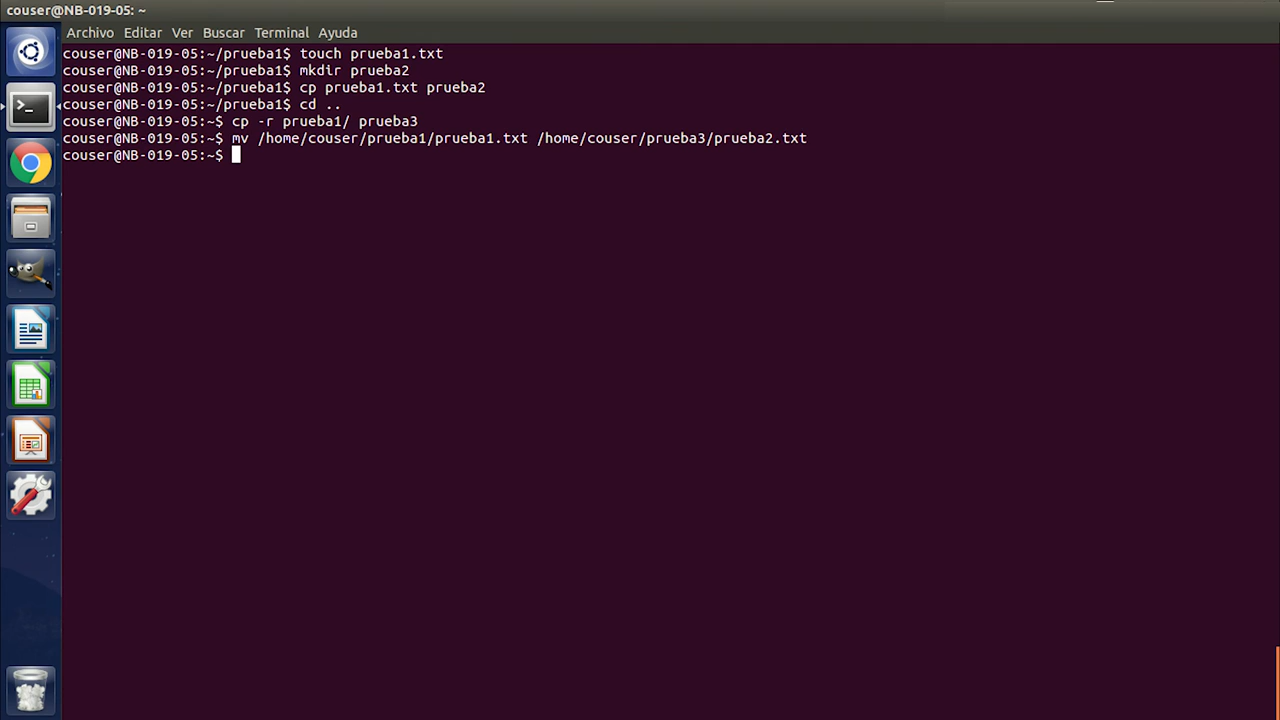 couser@NB-019-05: ~
Archivo Editar Ver Buscar Terminal Ayuda
couser@NB-019-05:~/prueba1$ touch prueba1.txt
couser@NB-019-05:~/prueba1$ mkdir prueba2
couser@NB-019-05:~/prueba1$ cp prueba1.txt prueba2
couser@NB-019-05:~/prueba1$ cd ..
couser@NB-019-05:~$ cp -r prueba1/ prueba3
couser@NB-019-05:~$ mv /home/couser/prueba1/prueba1.txt /home/couser/prueba3/prueba2.txt
couser@NB-019-05:~$